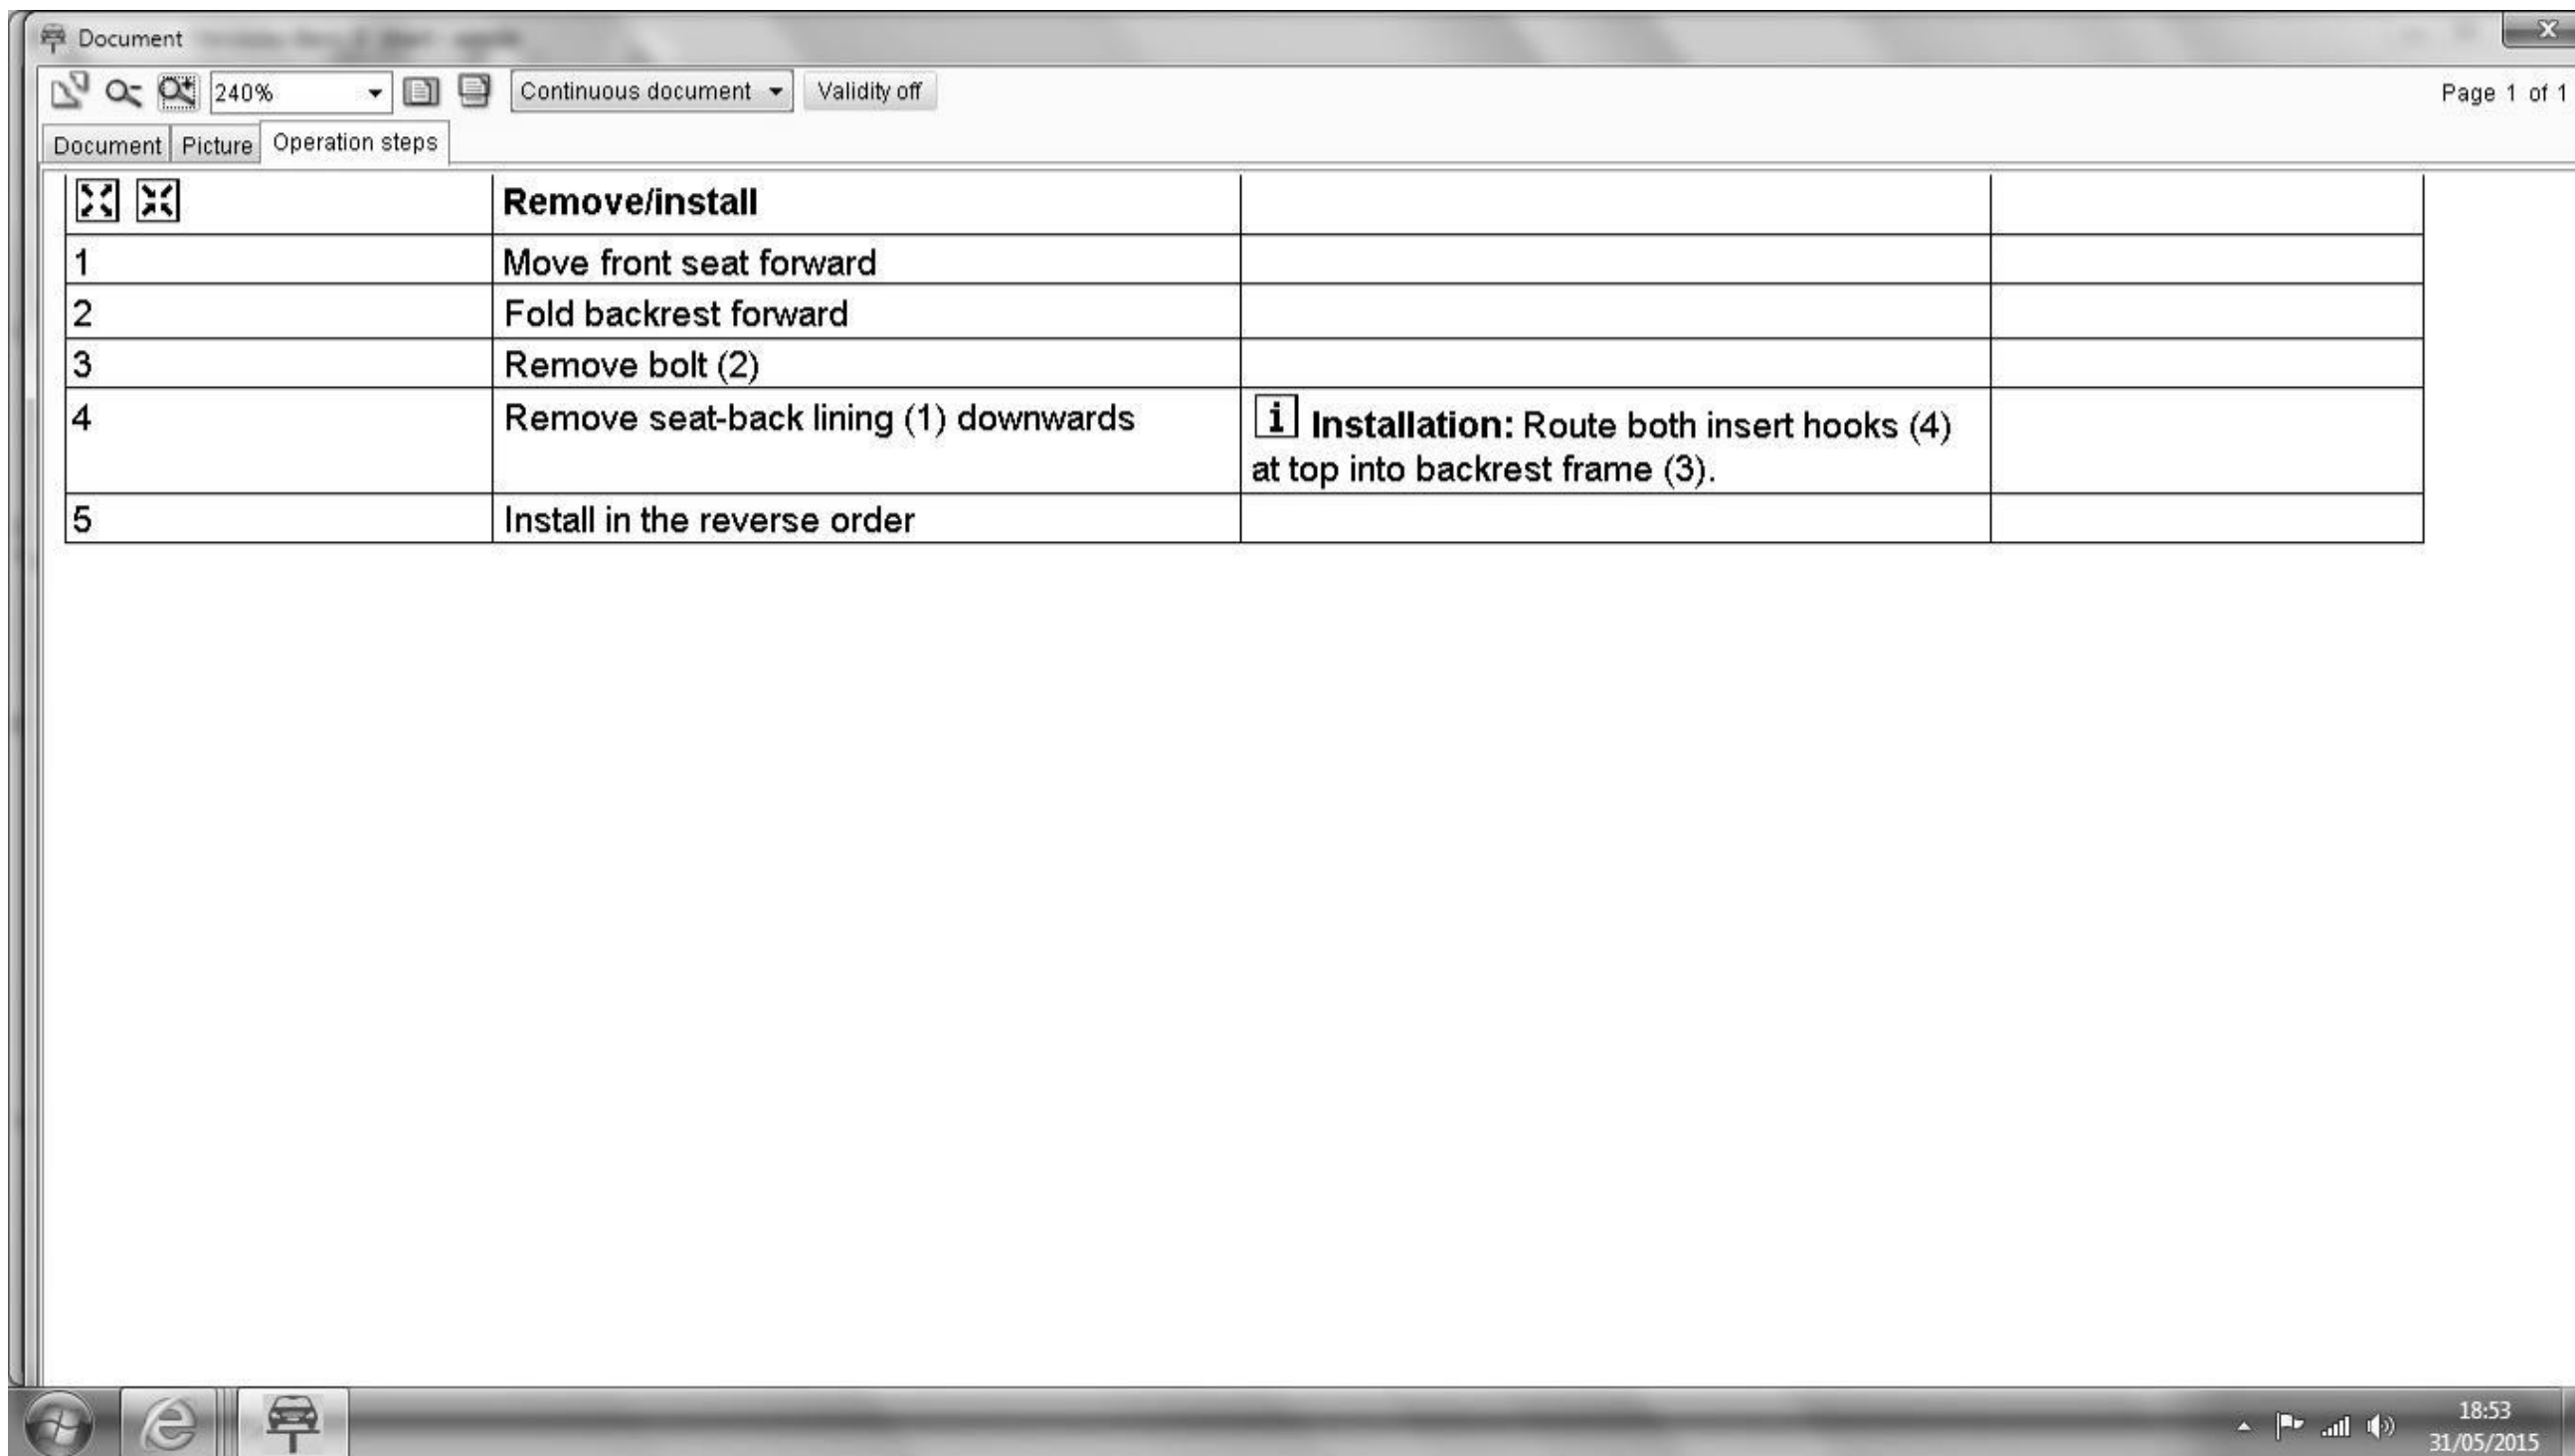 Document
240%
Continuous document
Validity off
Page 1 of 1
Document
Picture
Operation steps
Remove/install
1 Move front seat forward
2 Fold backrest forward
3 Remove bolt (2)
4 Remove seat-back lining (1) downwards
i Installation: Route both insert hooks (4)
at top into backrest frame (3).
5 Install in the reverse order
18:53
31/05/2015